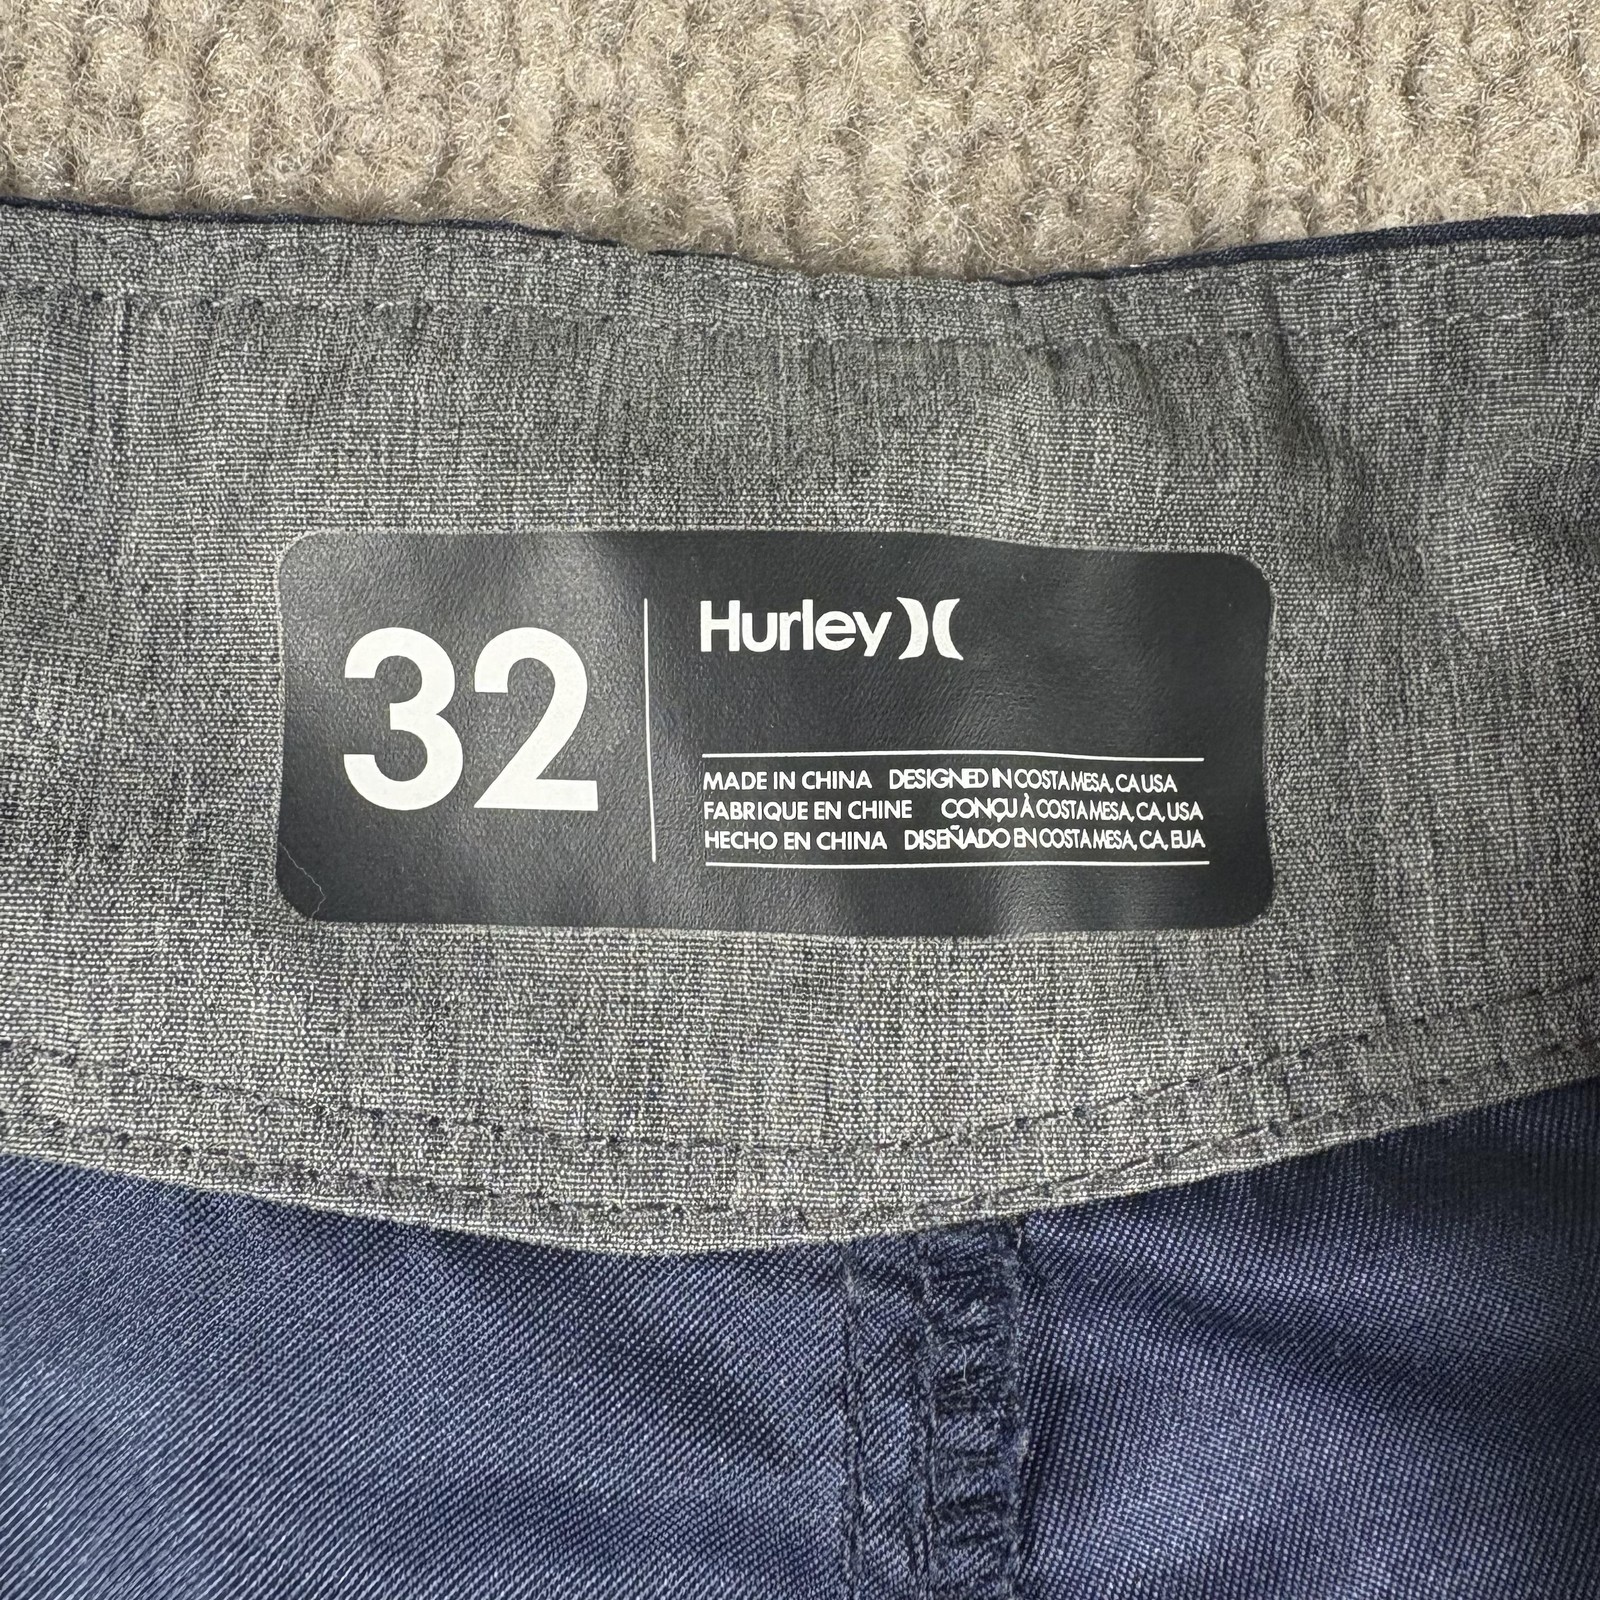 32
Hurley
MADE IN CHINA DESIGNED IN COSTA MESA, CA USA
FABRIQUE EN CHINE CONÇU À COSTA MESA, CA, USA
HECHO EN CHINA DISEÑADO EN COSTA MESA, CA, EUA